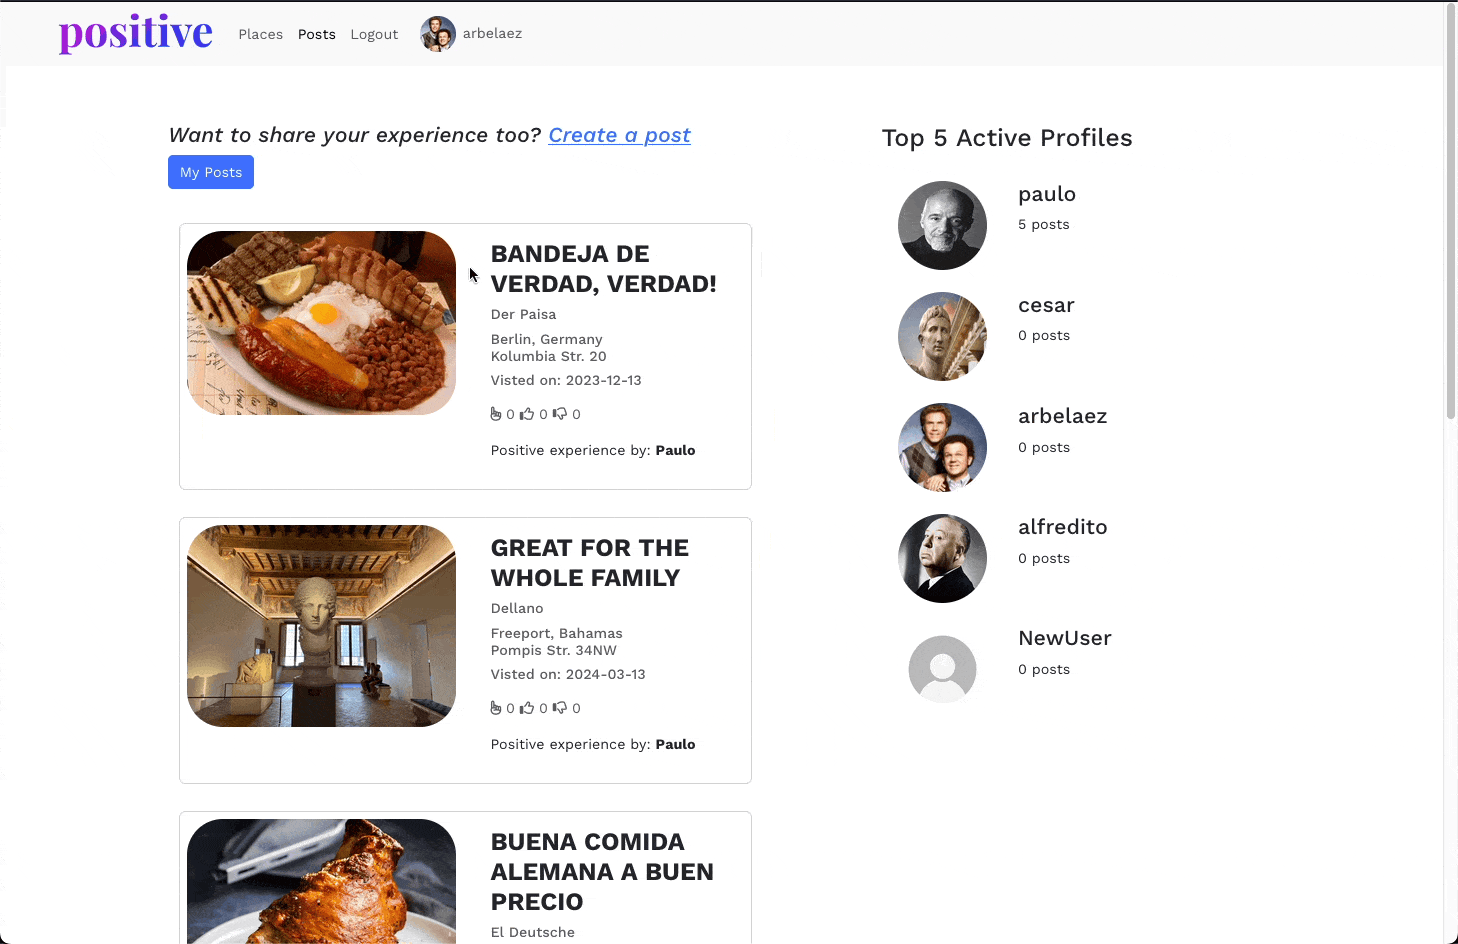 positive
Places
Posts
Logout
arbelaez
Want to share your experience too? Create a post
My Posts
BANDEJA DE
VERDAD, VERDAD!
Der Paisa
Berlin, Germany
Kolumbia Str. 20
Visted on: 2023-12-13
0 0 0
Positive experience by: Paulo
GREAT FOR THE
WHOLE FAMILY
Dellano
Freeport, Bahamas
Pompis Str. 34NW
Visted on: 2024-03-13
0 0 0
Positive experience by: Paulo
BUENA COMIDA
ALEMANA A BUEN
PRECIO
El Deutsche
Top 5 Active Profiles
paulo
5 posts
cesar
0 posts
arbelaez
0 posts
alfredito
0 posts
NewUser
0 posts